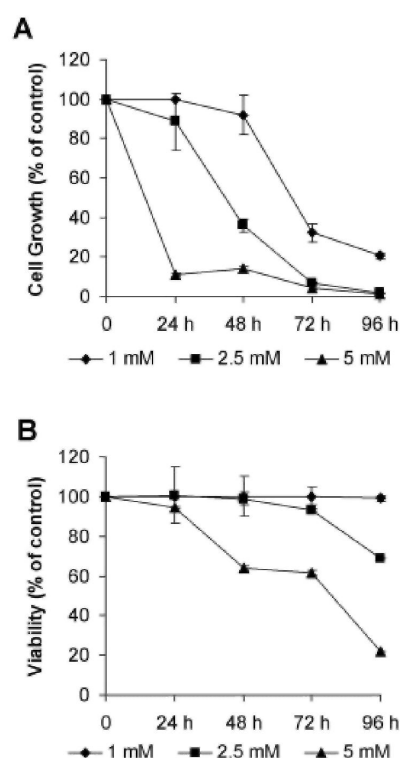 A
Cell Growth (% of control)
120
100
80
60
40
20
0
0 24 h 48 h 72 h 96 h
1 mM 2.5 mM 5 mM
B
Viability (% of control)
120
100
80
60
40
20
0
0 24 h 48 h 72 h 96 h
1 mM 2.5 mM 5 mM